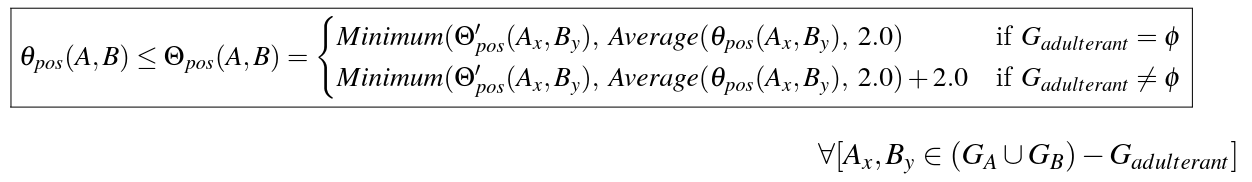 θ_pos(A,B) ≤ Θ_pos(A,B) = { Minimum(Θ′_pos(A_x,B_y), Average(θ_pos(A_x,B_y), 2.0) if G_adulterant = ϕ
Minimum(Θ′_pos(A_x,B_y), Average(θ_pos(A_x,B_y), 2.0) + 2.0 if G_adulterant ≠ ϕ
∀[A_x,B_y ∈ (G_A ∪ G_B) − G_adulterant]